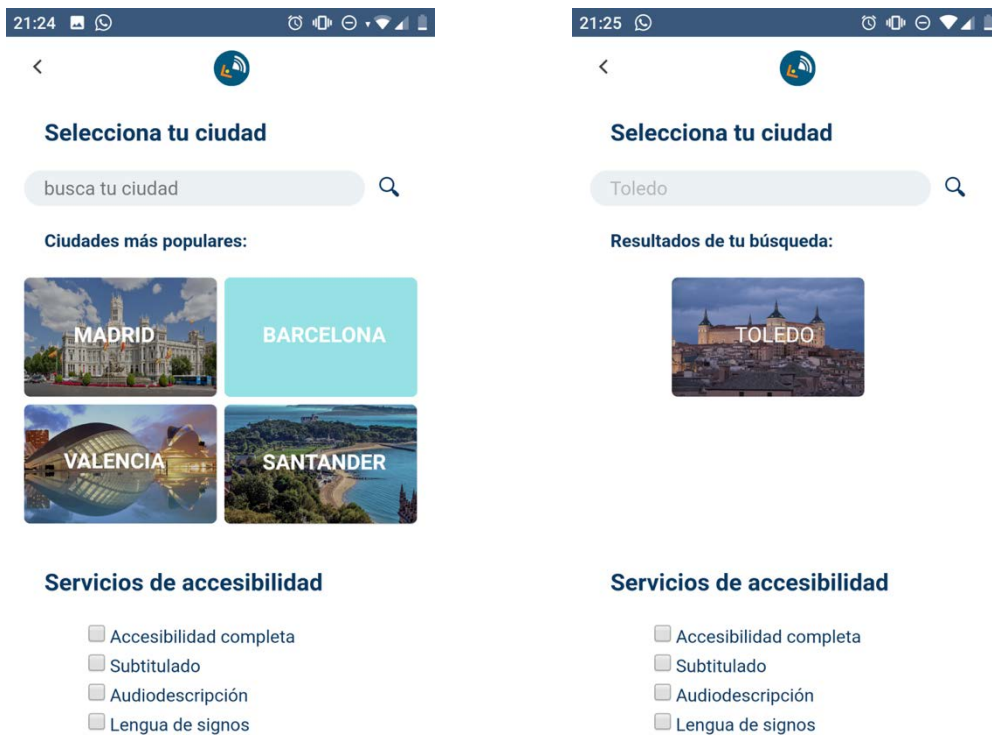 21:24
Selecciona tu ciudad
busca tu ciudad
Ciudades más populares:
MADRID
BARCELONA
VALENCIA
SANTANDER
Servicios de accesibilidad
Accesibilidad completa
Subtitulado
Audiodescripción
Lengua de signos
21:25
Selecciona tu ciudad
Toledo
Resultados de tu búsqueda:
TOLEDO
Servicios de accesibilidad
Accesibilidad completa
Subtitulado
Audiodescripción
Lengua de signos